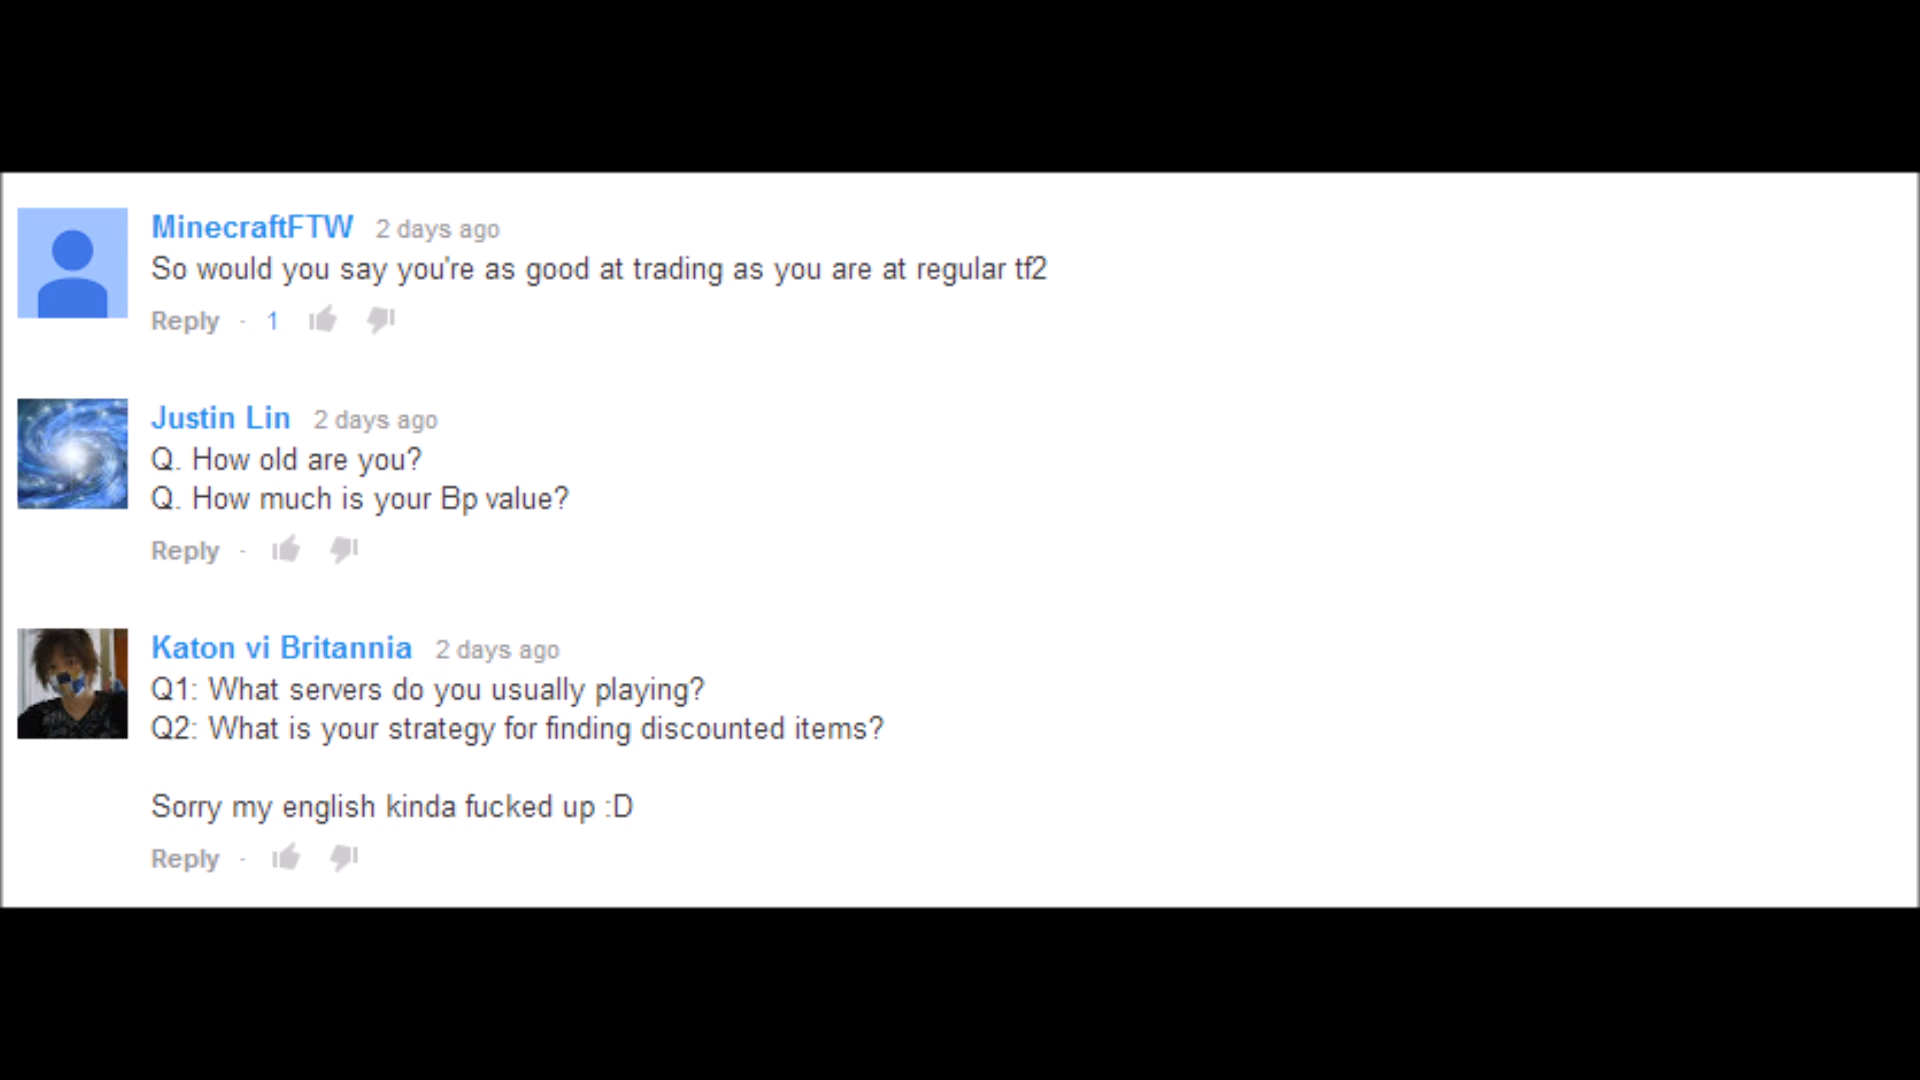 MinecraftFTW 2 days ago
So would you say you're as good at trading as you are at regular tf2
Reply · 1
Justin Lin 2 days ago
Q. How old are you?
Q. How much is your Bp value?
Reply ·
Katon vi Britannia 2 days ago
Q1: What servers do you usually playing?
Q2: What is your strategy for finding discounted items?
Sorry my english kinda fucked up :D
Reply ·